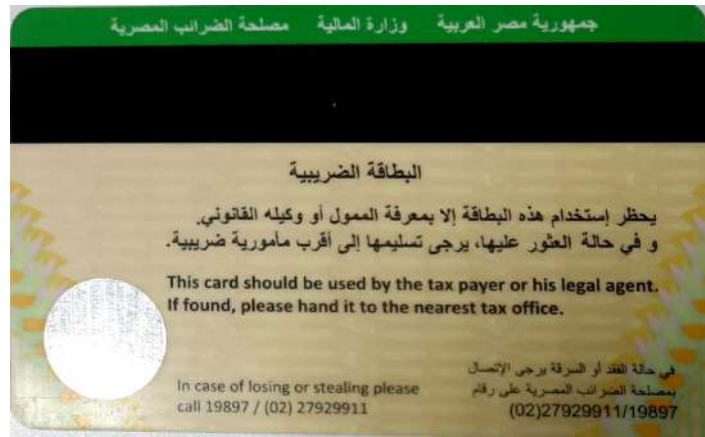 جمهورية مصر العربية وزارة المالية مصلحة الضرائب المصرية
البطاقة الضريبية
يحظر إستخدام هذه البطاقة إلا بمعرفة الممول أو وكيله القانوني.
و في حالة العثور عليها، يرجى تسليمها إلى أقرب مأمورية ضريبية.
This card should be used by the tax payer or his legal agent.
If found, please hand it to the nearest tax office.
في حالة الفقد أو السرقة يرجى الإتصال
بمصلحة الضرائب المصرية على رقام
(02)27929911/19897
In case of losing or stealing please
call 19897 / (02) 27929911